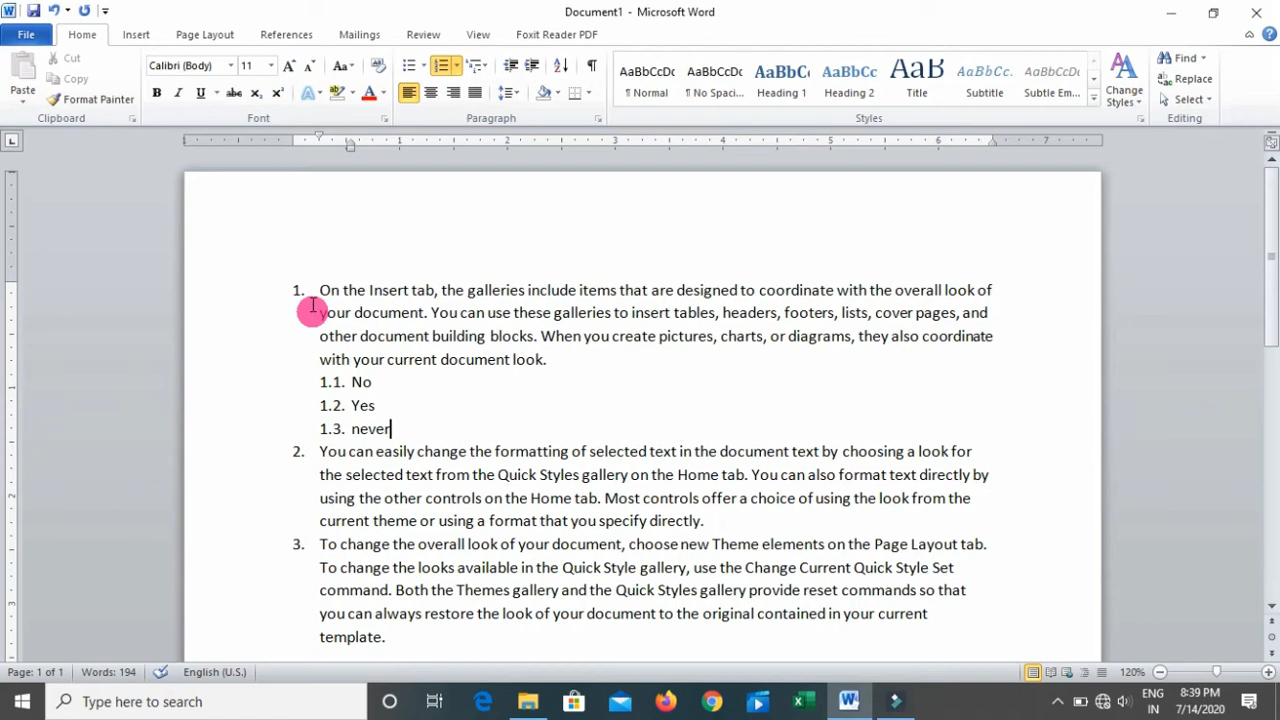 Document1 - Microsoft Word
File Home Insert Page Layout References Mailings Review View Foxit Reader PDF
Paste
Cut
Copy
Format Painter
Clipboard
Calibri (Body) 11
Font
Paragraph
AaBbCcDc AaBbCcDc AaBbCc AaBbCc AaB AaBbCc. AaBbCcDc
¶ Normal ¶ No Spaci... Heading 1 Heading 2 Title Subtitle Subtle Em...
Styles
Change
Styles
Find
Replace
Select
Editing
1 2 3 4 5 6 7
1. On the Insert tab, the galleries include items that are designed to coordinate with the overall look of
your document. You can use these galleries to insert tables, headers, footers, lists, cover pages, and
other document building blocks. When you create pictures, charts, or diagrams, they also coordinate
with your current document look.
1.1. No
1.2. Yes
1.3. never
2. You can easily change the formatting of selected text in the document text by choosing a look for
the selected text from the Quick Styles gallery on the Home tab. You can also format text directly by
using the other controls on the Home tab. Most controls offer a choice of using the look from the
current theme or using a format that you specify directly.
3. To change the overall look of your document, choose new Theme elements on the Page Layout tab.
To change the looks available in the Quick Style gallery, use the Change Current Quick Style Set
command. Both the Themes gallery and the Quick Styles gallery provide reset commands so that
you can always restore the look of your document to the original contained in your current
template.
Page: 1 of 1 Words: 194 English (U.S.) 120%
Type here to search
ENG
IN
8:39 PM
7/14/2020